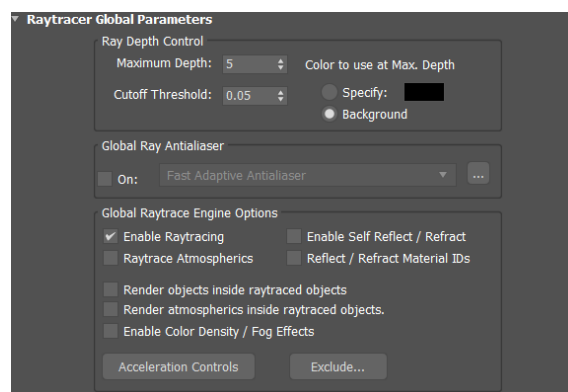 Raytracer Global Parameters
Ray Depth Control
Maximum Depth: 5 Color to use at Max. Depth
Cutoff Threshold: 0.05 Specify:
Background
Global Ray Antialiaser
On: Fast Adaptive Antialiaser ...
Global Raytrace Engine Options
Enable Raytracing Enable Self Reflect / Refract
Raytrace Atmospherics Reflect / Refract Material IDs
Render objects inside raytraced objects
Render atmospherics inside raytraced objects.
Enable Color Density / Fog Effects
Acceleration Controls Exclude...